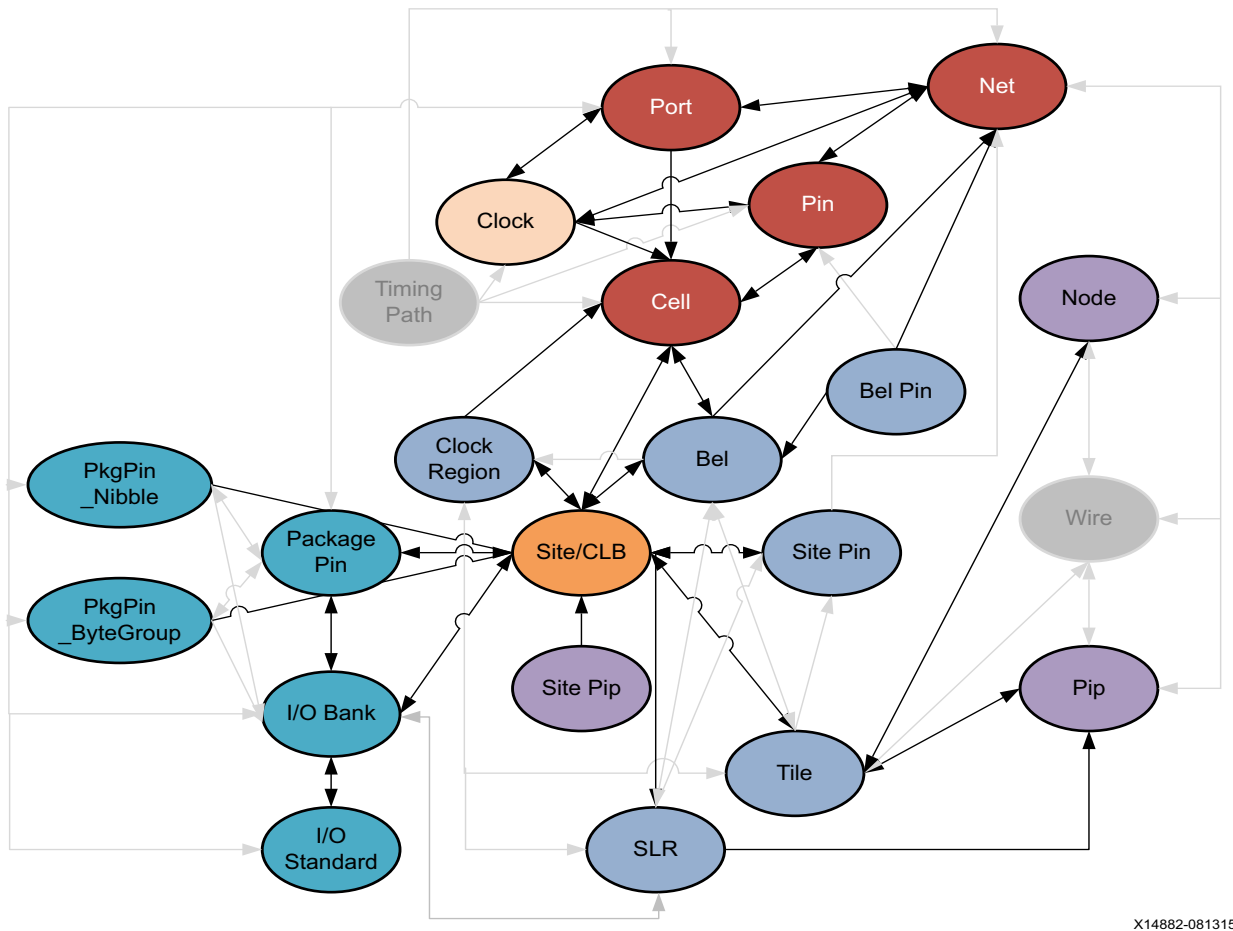 Net
Port
Pin
Clock
Timing
Path
Cell
Node
Bel Pin
Clock
Region
Bel
PkgPin
_Nibble
Package
Pin
Site/CLB
Site Pin
Wire
PkgPin
_ByteGroup
Site Pip
Pip
I/O Bank
Tile
I/O
Standard
SLR
X14882-081315